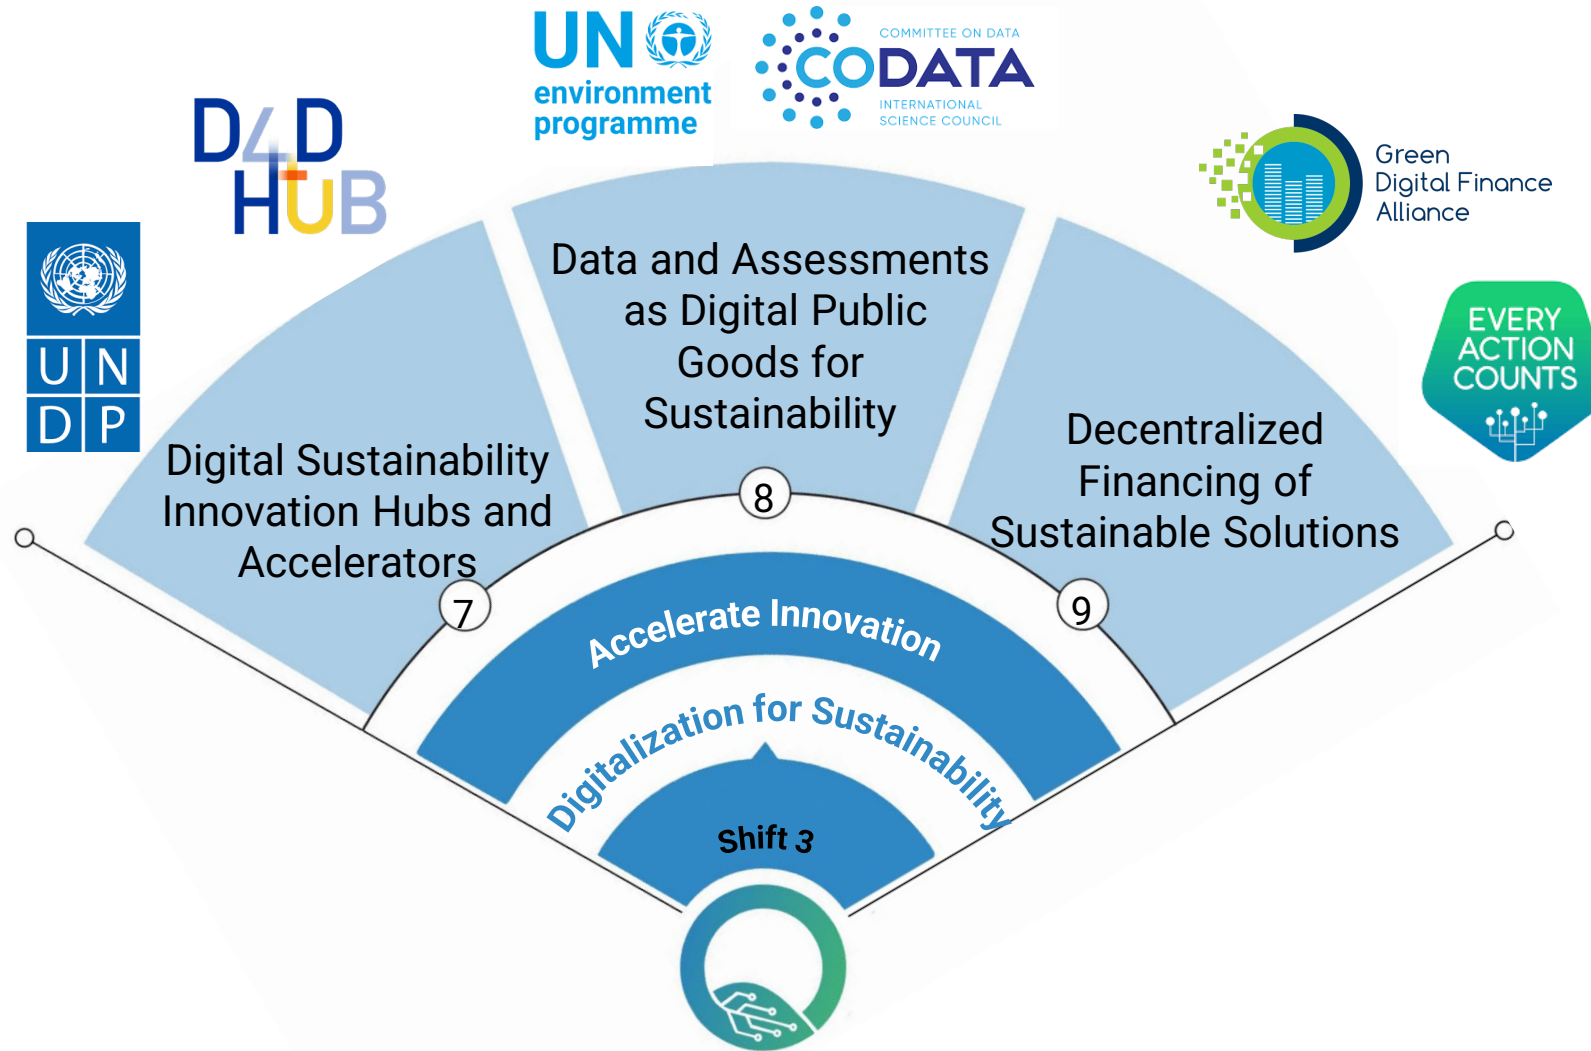 UN
environment
programme
COMMITTEE ON DATA
CODATA
INTERNATIONAL
SCIENCE COUNCIL
D4D
HUB
Green
Digital Finance
Alliance
UN
DP
EVERY
ACTION
COUNTS
Digital Sustainability
Innovation Hubs and
Accelerators
7
Data and Assessments
as Digital Public
Goods for
Sustainability
8
Decentralized
Financing of
Sustainable Solutions
9
Accelerate Innovation
Digitalization for Sustainability
Shift 3